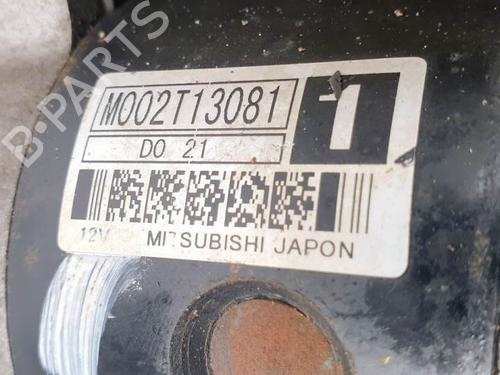 B-PARTS
M002T13081
1
D0 21
12V MITSUBISHI JAPON